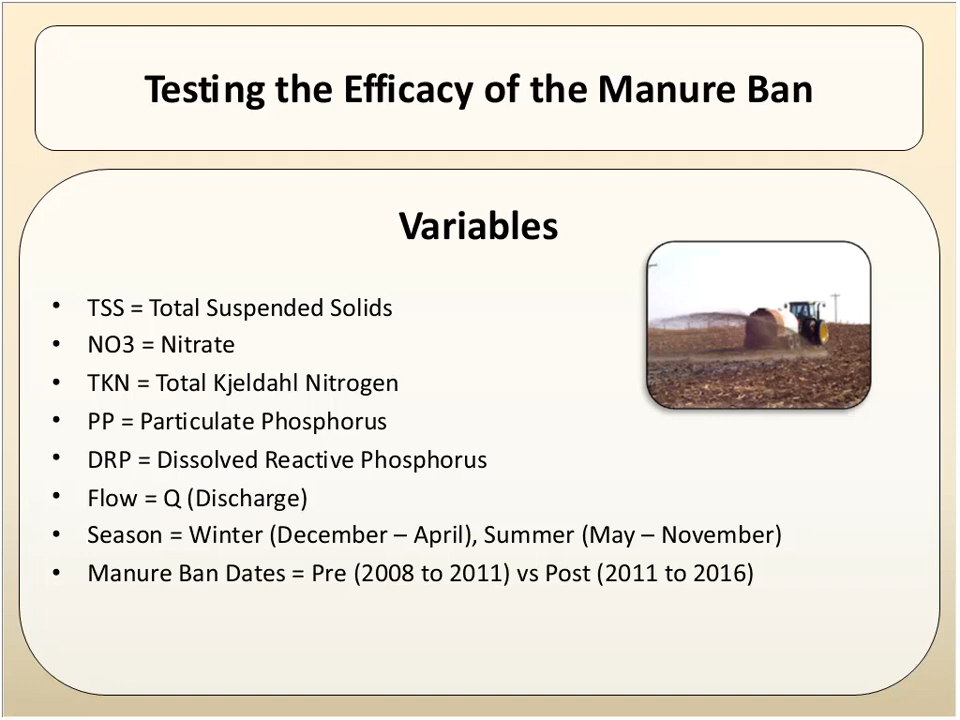 Testing the Efficacy of the Manure Ban
Variables
• TSS = Total Suspended Solids
• NO3 = Nitrate
• TKN = Total Kjeldahl Nitrogen
• PP = Particulate Phosphorus
• DRP = Dissolved Reactive Phosphorus
• Flow = Q (Discharge)
• Season = Winter (December – April), Summer (May – November)
• Manure Ban Dates = Pre (2008 to 2011) vs Post (2011 to 2016)